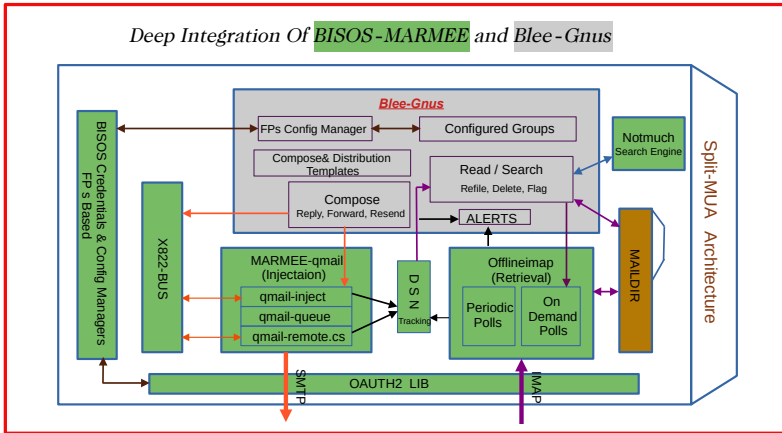 Deep Integration Of BISOS-MARMEE and Blee-Gnus
Blee-Gnus
FPs Config Manager
Configured Groups
Compose& Distribution
Templates
Read / Search
Refile, Delete, Flag
Compose
Reply, Forward, Resend
ALERTS
Notmuch
Search Engine
BISOS Credentials & Config Managers
FP s Based
X822-BUS
MARMEE-qmail
(Injectaion)
qmail-inject
qmail-queue
qmail-remote.cs
D S N
Tracking
Offlineimap
(Retrieval)
Periodic
Polls
On
Demand
Polls
MAILDIR
Split-MUA Architecture
OAUTH2 LIB
SMTP
IMAP